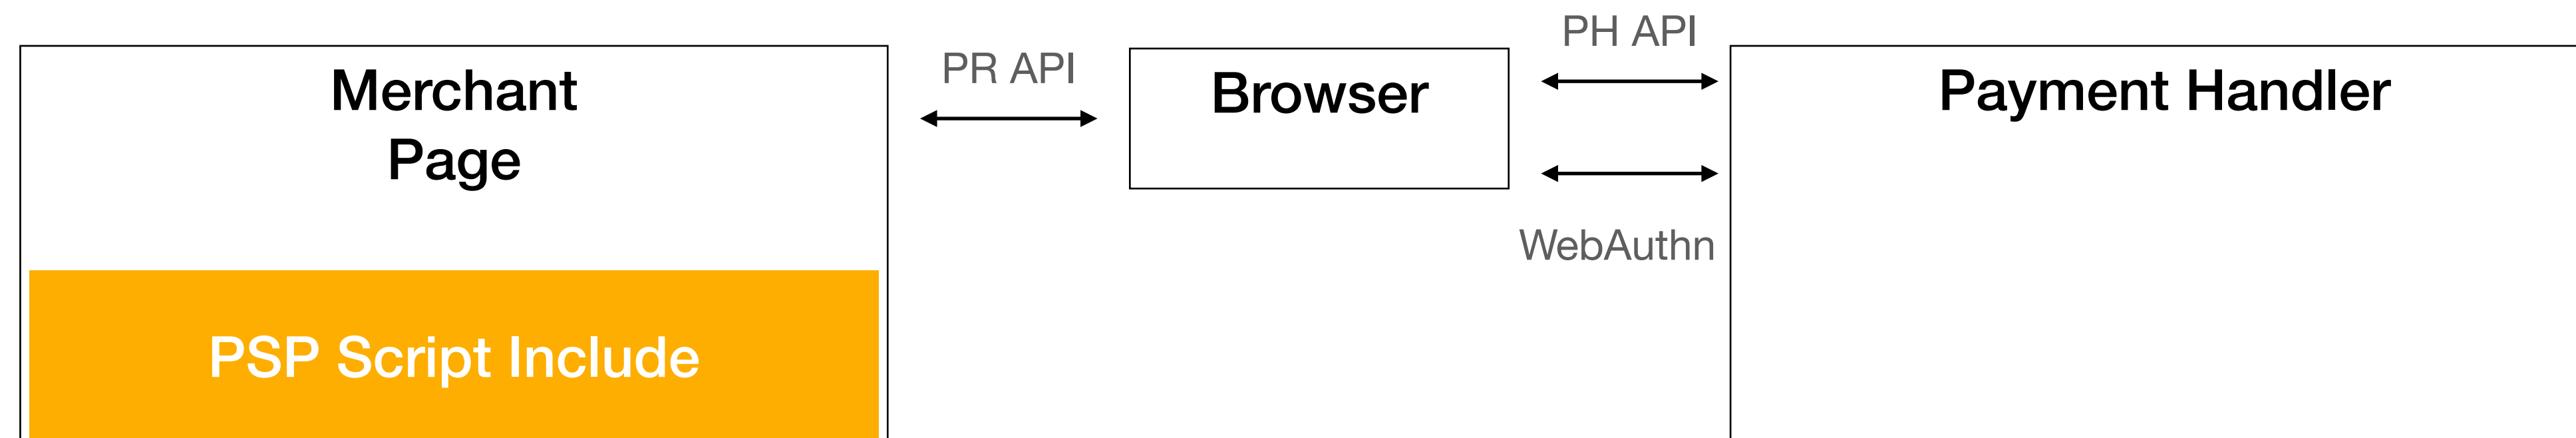 Merchant
Page
PSP Script Include
PR API
Browser
PH API
WebAuthn
Payment Handler